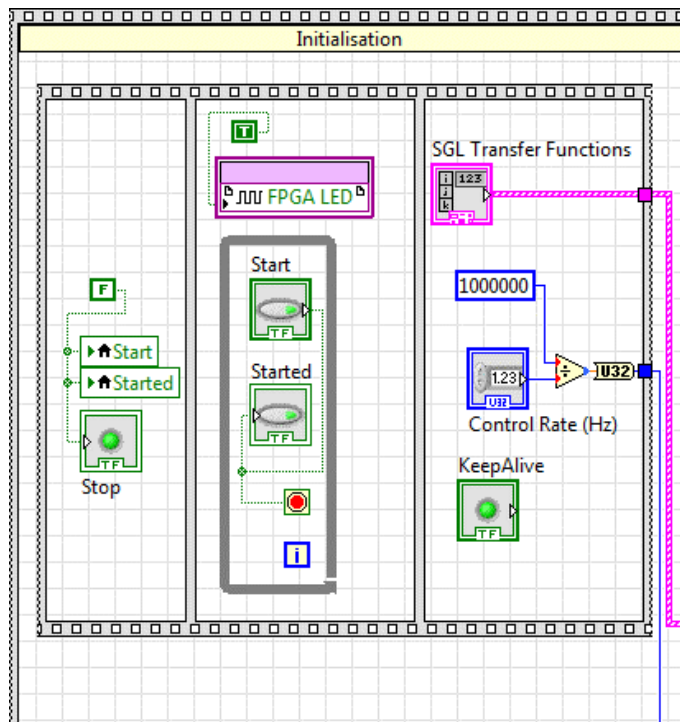 Initialisation
F
Start
Started
TF
Stop
T
FPGA LED
Start
TF
Started
TF
i
SGL Transfer Functions
i
j
k
123
1000000
1.23
U32
÷
U32
Control Rate (Hz)
KeepAlive
TF